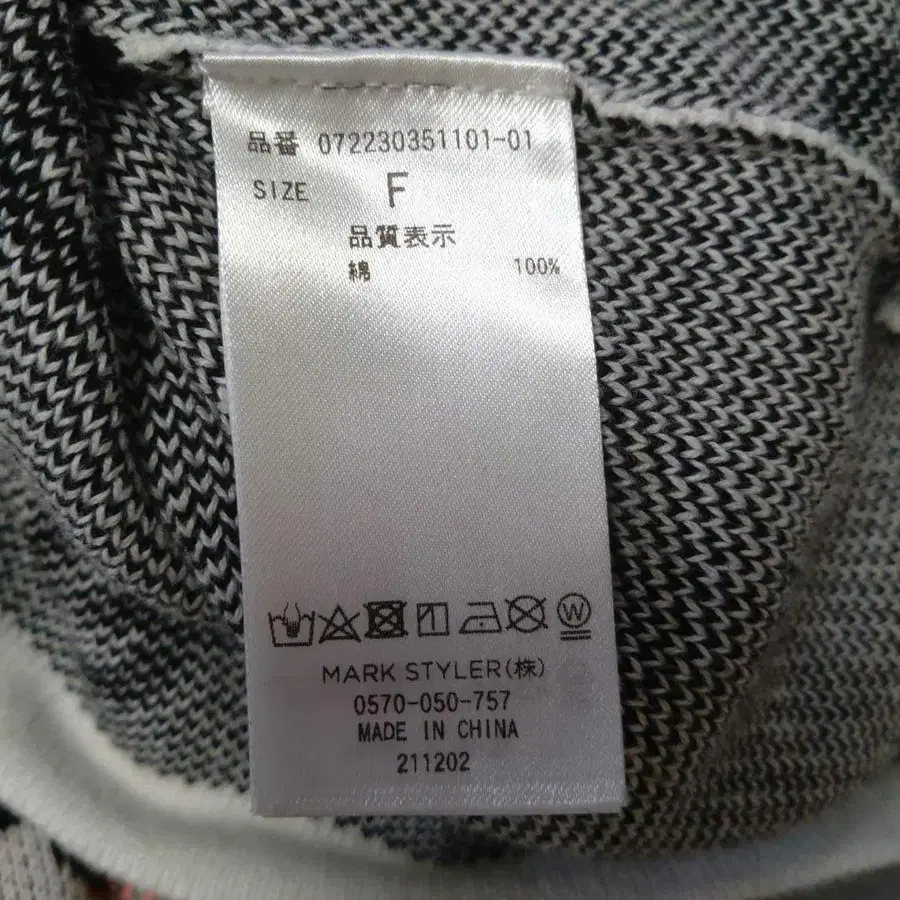 品番 072230351101-01
SIZE F
品質表示
綿 100%
W
MARK STYLER(株)
0570-050-757
MADE IN CHINA
211202